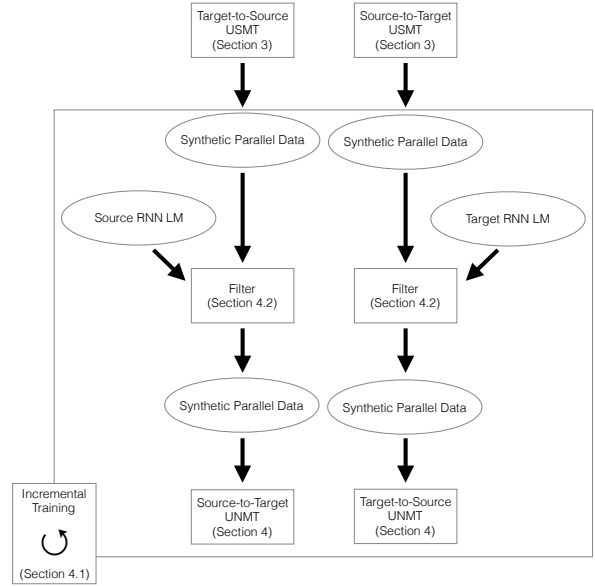 Target-to-Source
USMT
(Section 3)
Source-to-Target
USMT
(Section 3)
Synthetic Parallel Data
Synthetic Parallel Data
Source RNN LM
Target RNN LM
Filter
(Section 4.2)
Filter
(Section 4.2)
Synthetic Parallel Data
Synthetic Parallel Data
Source-to-Target
UNMT
(Section 4)
Target-to-Source
UNMT
(Section 4)
Incremental
Training
(Section 4.1)